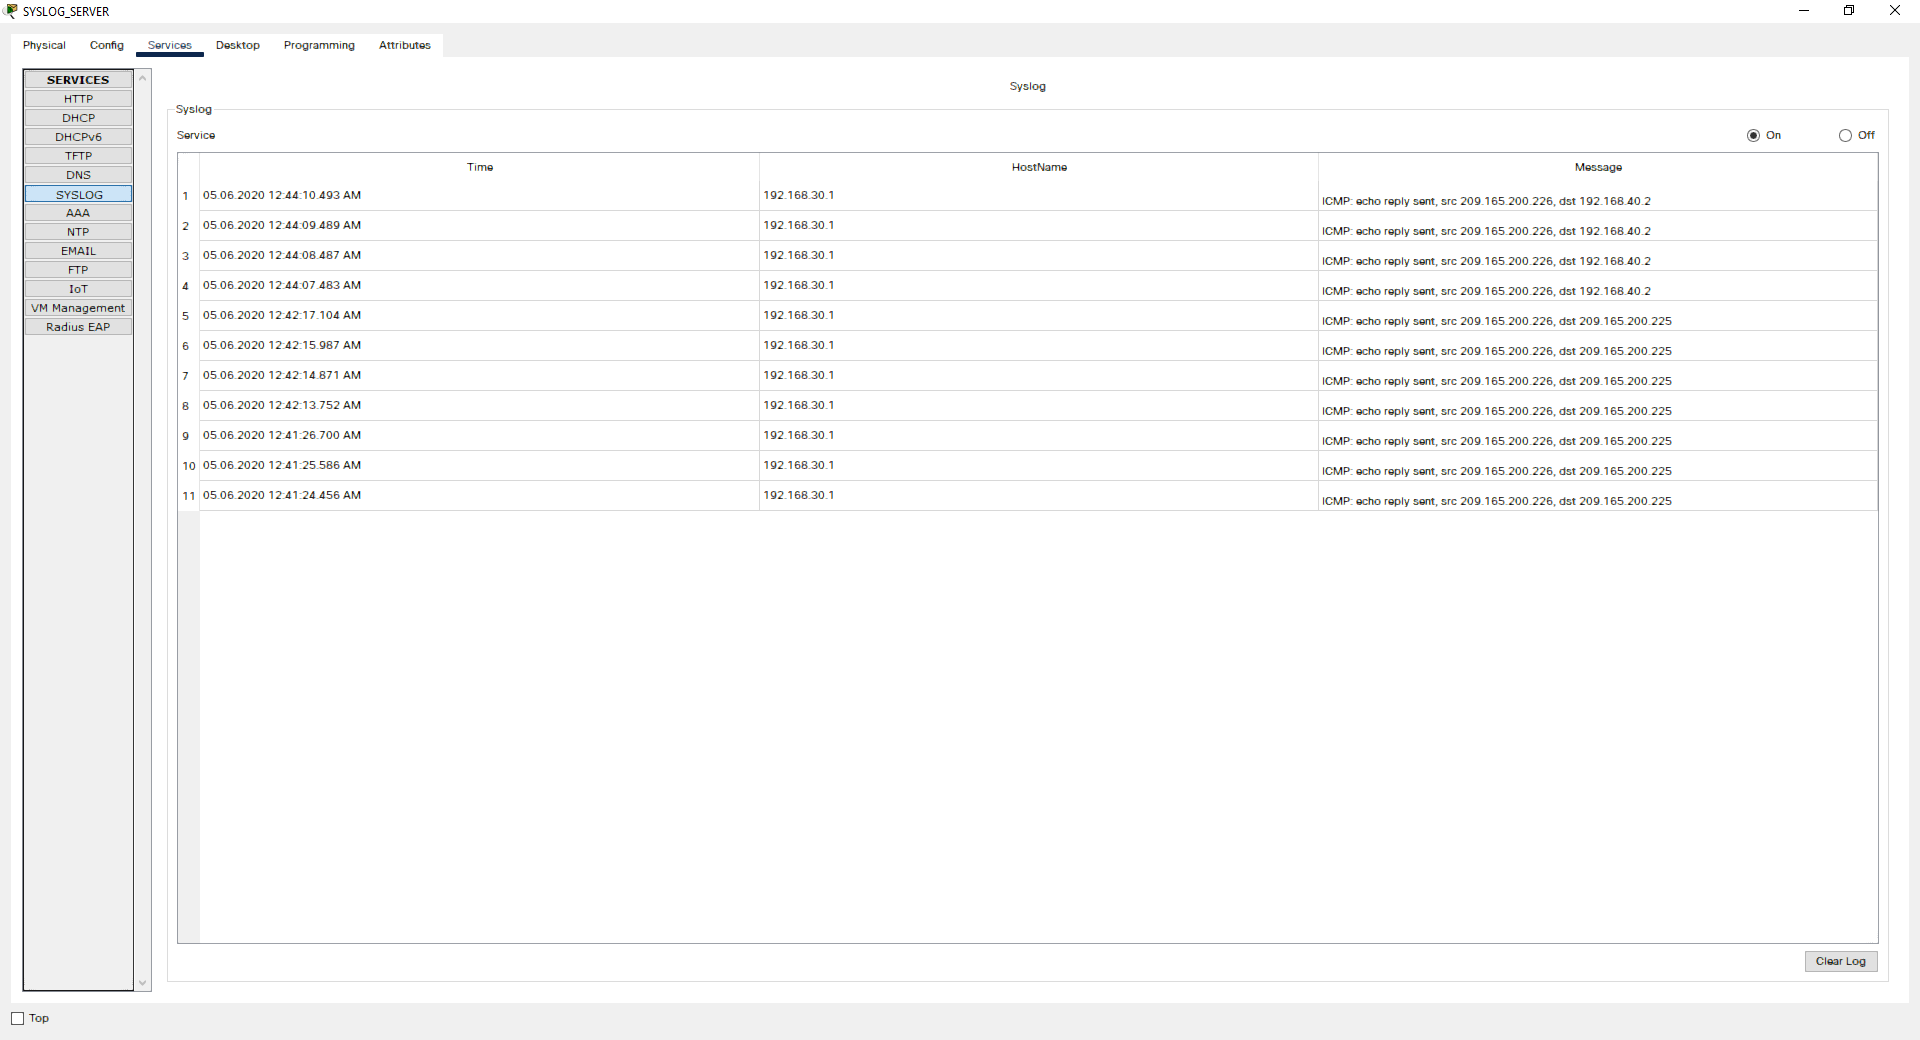 SYSLOG_SERVER
Physical Config Services Desktop Programming Attributes
SERVICES
HTTP
DHCP
DHCPv6
TFTP
DNS
SYSLOG
AAA
NTP
EMAIL
FTP
IoT
VM Management
Radius EAP
Syslog
Syslog
Service On Off
Time HostName Message
1 05.06.2020 12:44:10.493 AM 192.168.30.1 ICMP: echo reply sent, src 209.165.200.226, dst 192.168.40.2
2 05.06.2020 12:44:09.489 AM 192.168.30.1 ICMP: echo reply sent, src 209.165.200.226, dst 192.168.40.2
3 05.06.2020 12:44:08.487 AM 192.168.30.1 ICMP: echo reply sent, src 209.165.200.226, dst 192.168.40.2
4 05.06.2020 12:44:07.483 AM 192.168.30.1 ICMP: echo reply sent, src 209.165.200.226, dst 192.168.40.2
5 05.06.2020 12:42:17.104 AM 192.168.30.1 ICMP: echo reply sent, src 209.165.200.226, dst 209.165.200.225
6 05.06.2020 12:42:15.987 AM 192.168.30.1 ICMP: echo reply sent, src 209.165.200.226, dst 209.165.200.225
7 05.06.2020 12:42:14.871 AM 192.168.30.1 ICMP: echo reply sent, src 209.165.200.226, dst 209.165.200.225
8 05.06.2020 12:42:13.752 AM 192.168.30.1 ICMP: echo reply sent, src 209.165.200.226, dst 209.165.200.225
9 05.06.2020 12:41:26.700 AM 192.168.30.1 ICMP: echo reply sent, src 209.165.200.226, dst 209.165.200.225
10 05.06.2020 12:41:25.586 AM 192.168.30.1 ICMP: echo reply sent, src 209.165.200.226, dst 209.165.200.225
11 05.06.2020 12:41:24.456 AM 192.168.30.1 ICMP: echo reply sent, src 209.165.200.226, dst 209.165.200.225
Clear Log
Top